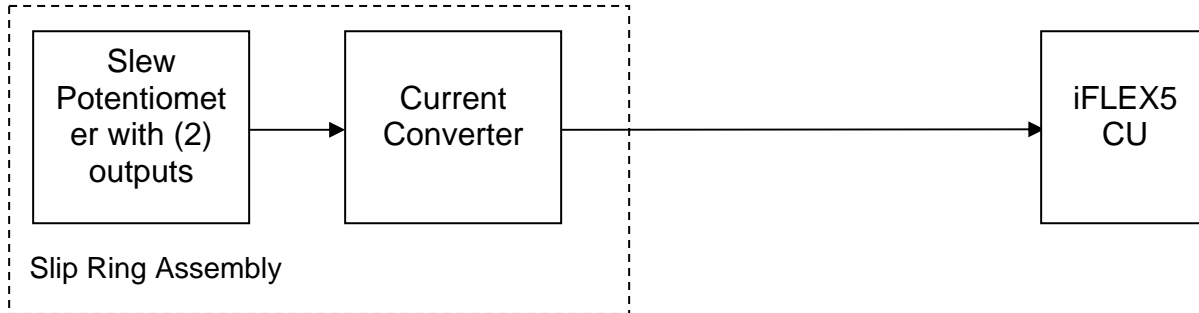 Slew
Potentiomet
er with (2)
outputs
Current
Converter
iFLEX5
CU
Slip Ring Assembly